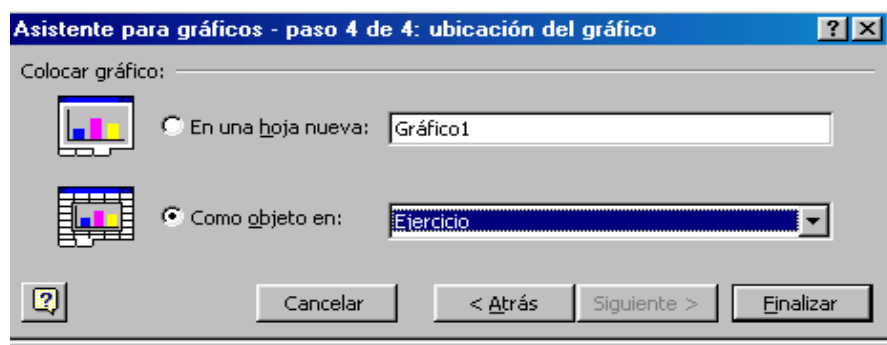 Asistente para gráficos - paso 4 de 4: ubicación del gráfico
Colocar gráfico:
En una hoja nueva: Gráfico1
Como objeto en: Ejercicio
Cancelar < Atrás Siguiente > Finalizar